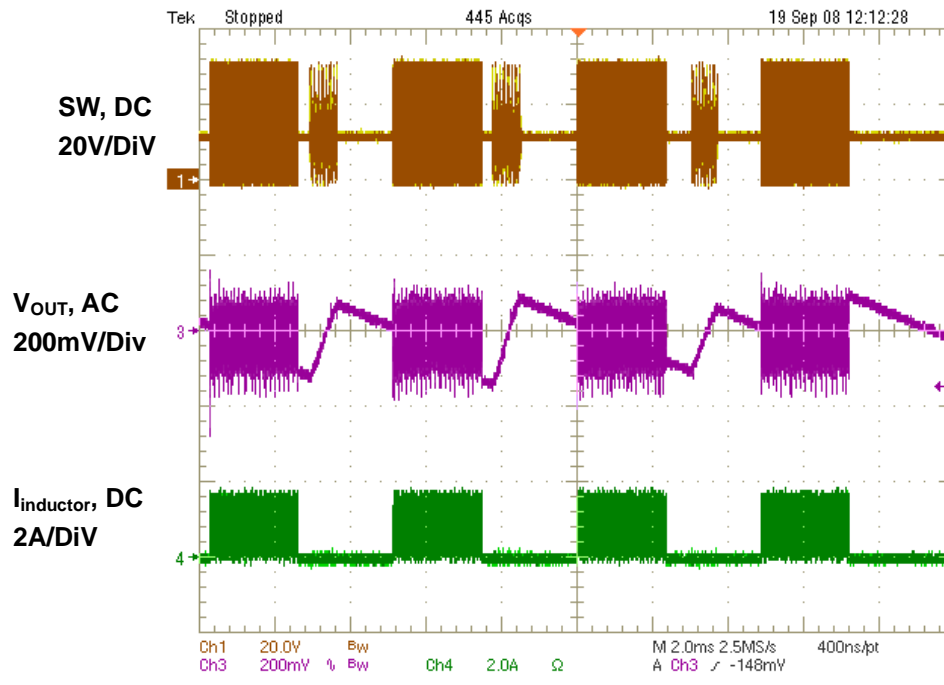 Tek Stopped 445 Acqs 19 Sep 08 12:12:28
SW, DC
20V/DiV
1
VOUT, AC
200mV/Div
3
Iinductor, DC
2A/DiV
4
Ch1 20.0V Bw M 2.0ms 2.5MS/s 400ns/pt
Ch3 200mV ∿ Bw Ch4 2.0A Ω A Ch3 ∕ -148mV